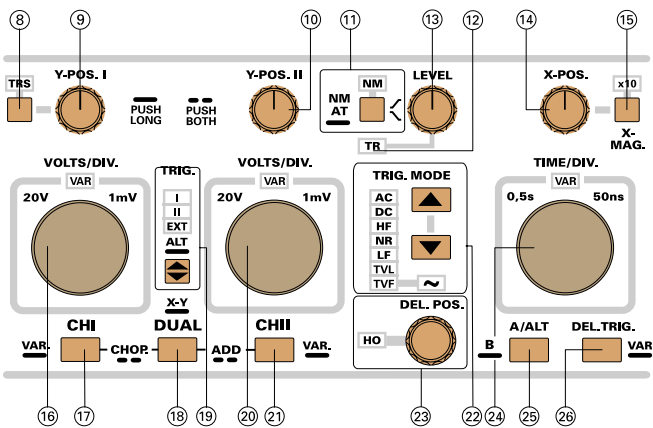 8 9 10 11 13 12 14 15
TRS Y-POS. I Y-POS. II NM LEVEL X-POS. x10
PUSH LONG
PUSH BOTH
NM AT
TR
X-MAG.
VOLTS/DIV. TRIG. VOLTS/DIV. TRIG. MODE TIME/DIV.
VAR VAR VAR
20V 1mV
I
II
EXT
ALT
20V 1mV
AC
DC
HF
NR
LF
TVL
TVF ~
0,5s 50ns
X-Y
DEL. POS.
HO
CHI DUAL CHII
VAR. CHOP. ADD VAR.
B A/ALT DEL.TRIG. VAR
16 17 18 19 20 21 23 22 24 25 26